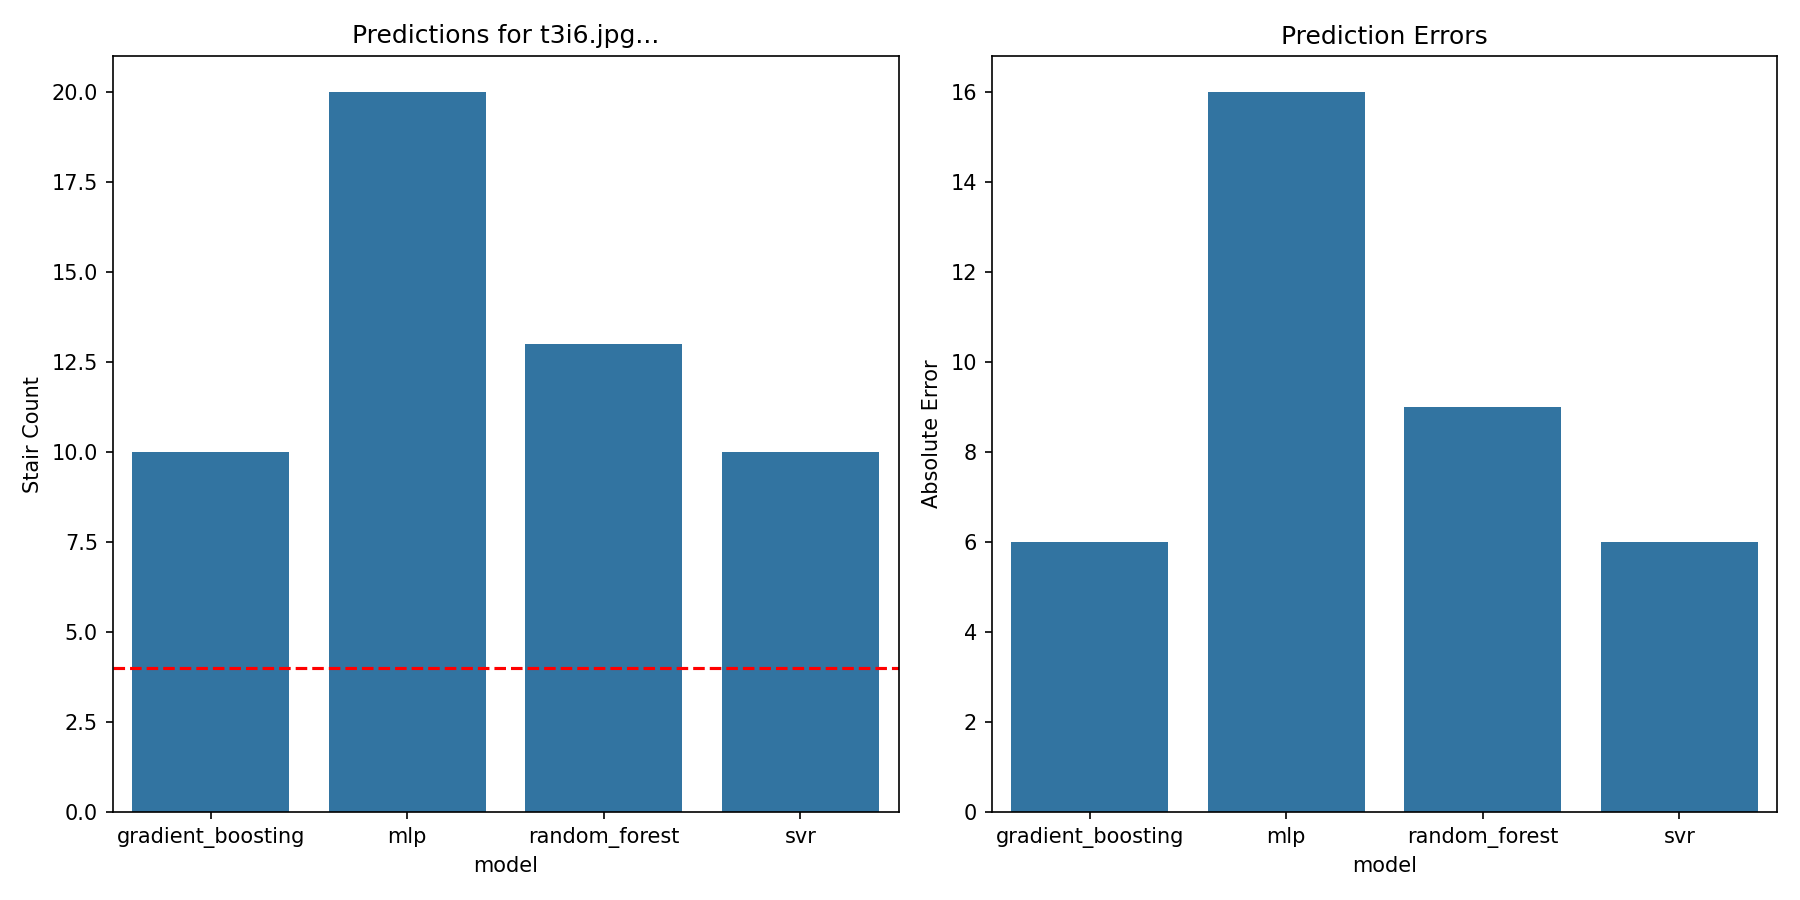 Predictions for t3i6.jpg...
Stair Count
20.0
17.5
15.0
12.5
10.0
7.5
5.0
2.5
0.0
gradient_boosting mlp random_forest svr
model
Prediction Errors
Absolute Error
16
14
12
10
8
6
4
2
0
gradient_boosting mlp random_forest svr
model